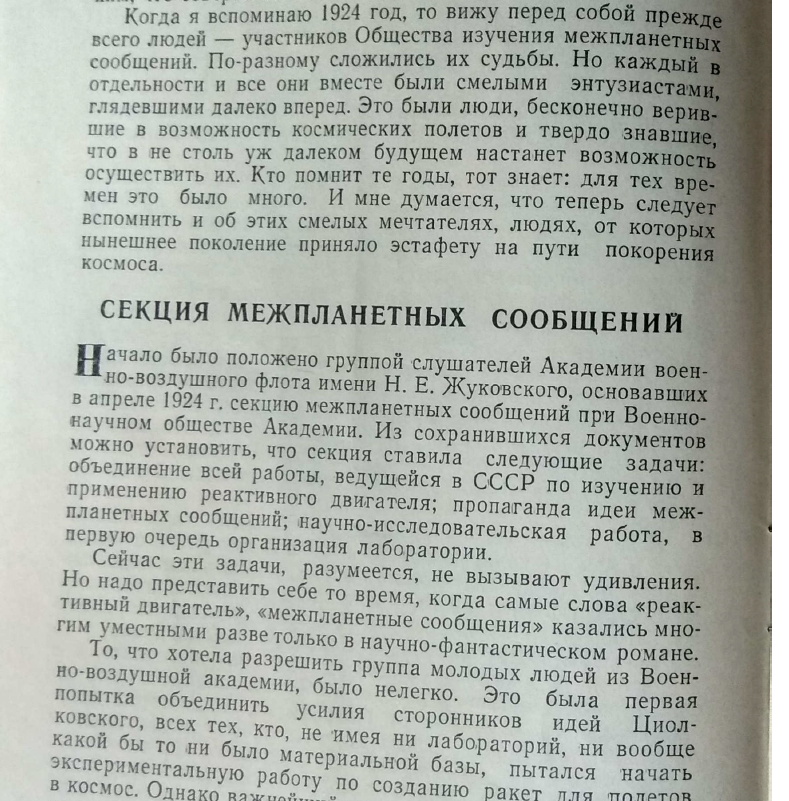 Когда я вспоминаю 1924 год, то вижу перед собой прежде
всего людей — участников Общества изучения межпланетных
сообщений. По-разному сложились их судьбы. Но каждый в
отдельности и все они вместе были смелыми энтузиастами,
глядевшими далеко вперед. Это были люди, бесконечно верив-
шие в возможность космических полетов и твердо знавшие,
что в не столь уж далеком будущем настанет возможность
осуществить их. Кто помнит те годы, тот знает: для тех вре-
мен это было много. И мне думается, что теперь следует
вспомнить и об этих смелых мечтателях, людях, от которых
нынешнее поколение приняло эстафету на пути покорения
космоса.
СЕКЦИЯ МЕЖПЛАНЕТНЫХ СООБЩЕНИЙ
Начало было положено группой слушателей Академии воен-
но-воздушного флота имени Н. Е. Жуковского, основавших
в апреле 1924 г. секцию межпланетных сообщений при Военно-
научном обществе Академии. Из сохранившихся документов
можно установить, что секция ставила следующие задачи:
объединение всей работы, ведущейся в СССР по изучению и
применению реактивного двигателя; пропаганда идеи меж-
планетных сообщений; научно-исследовательская работа, в
первую очередь организация лаборатории.
Сейчас эти задачи, разумеется, не вызывают удивления.
Но надо представить себе то время, когда самые слова «реак-
тивный двигатель», «межпланетные сообщения» казались мно-
гим уместными разве только в научно-фантастическом романе.
То, что хотела разрешить группа молодых людей из Воен-
но-воздушной академии, было нелегко. Это была первая
попытка объединить усилия сторонников идей Циол-
ковского, всех тех, кто, не имея ни лабораторий, ни вообще
какой бы то ни было материальной базы, пытался начать
экспериментальную работу по созданию ракет для полетов
в космос. Однако